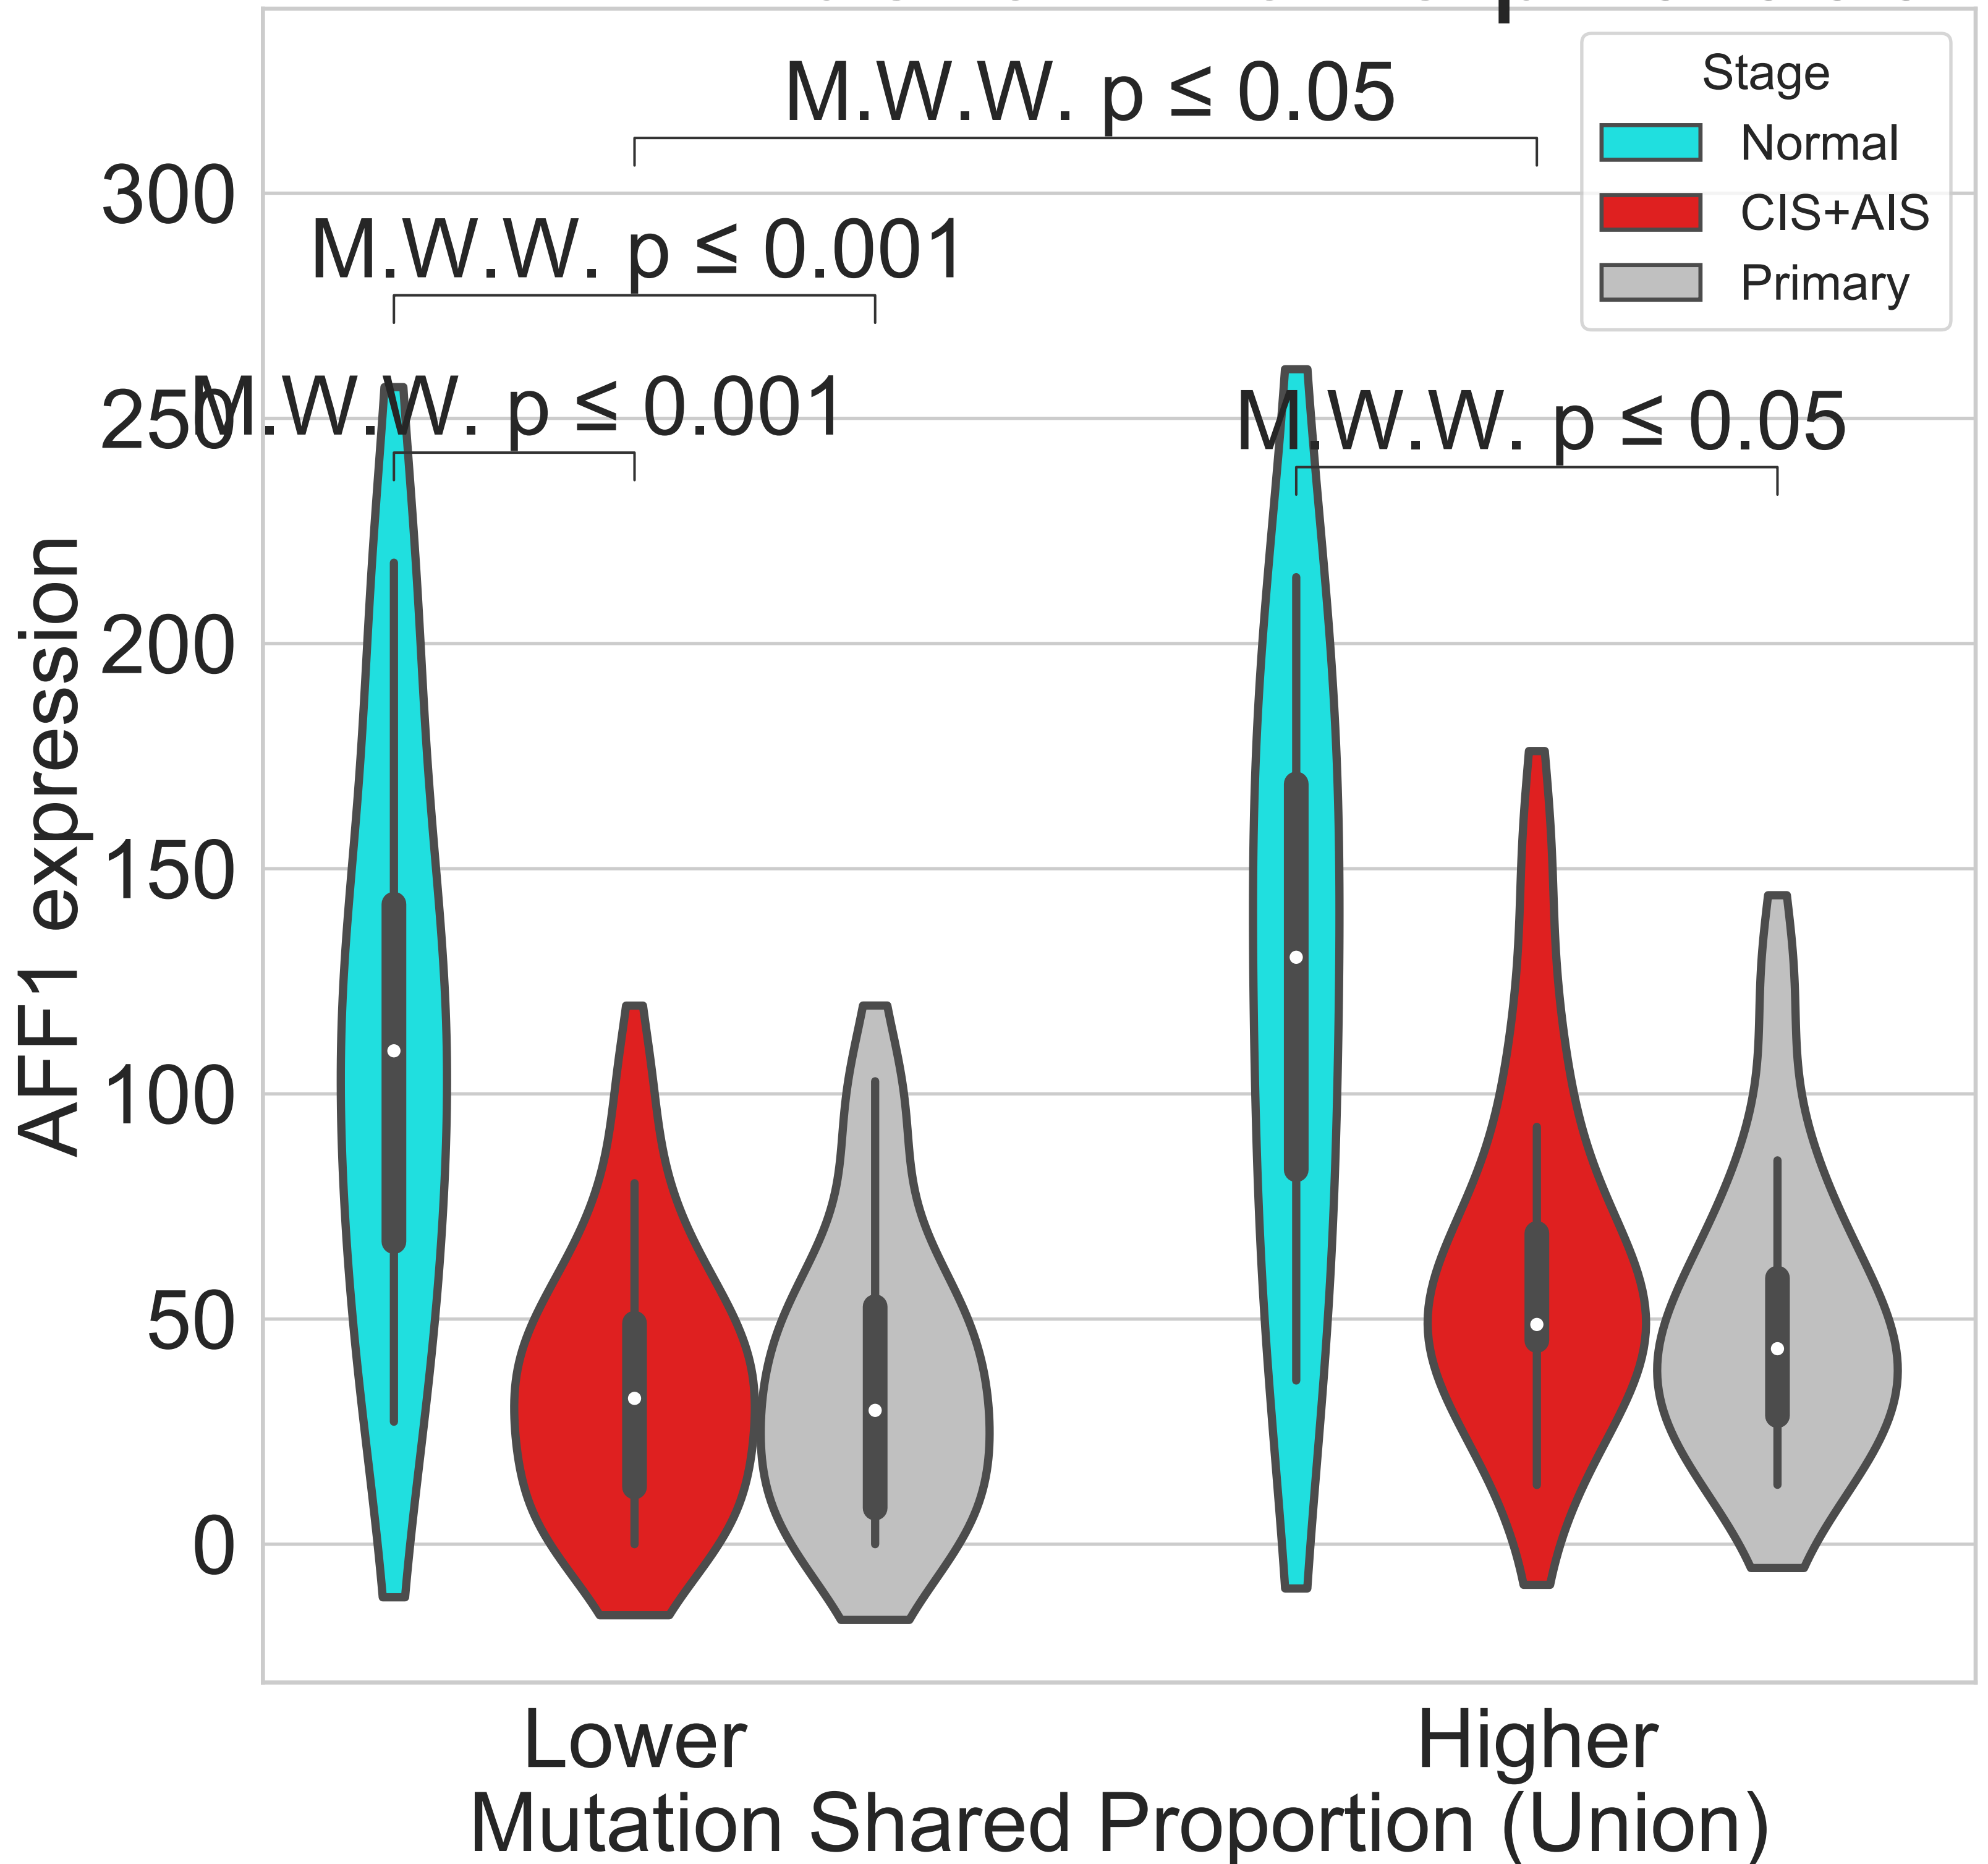 M.W.W. p ≤ 0.05
Stage
Normal
CIS+AIS
Primary
M.W.W. p ≤ 0.001
M.W.W. p ≤ 0.001
M.W.W. p ≤ 0.05
300
250
200
150
100
50
0
AFF1 expression
Lower
Higher
Mutation Shared Proportion (Union)